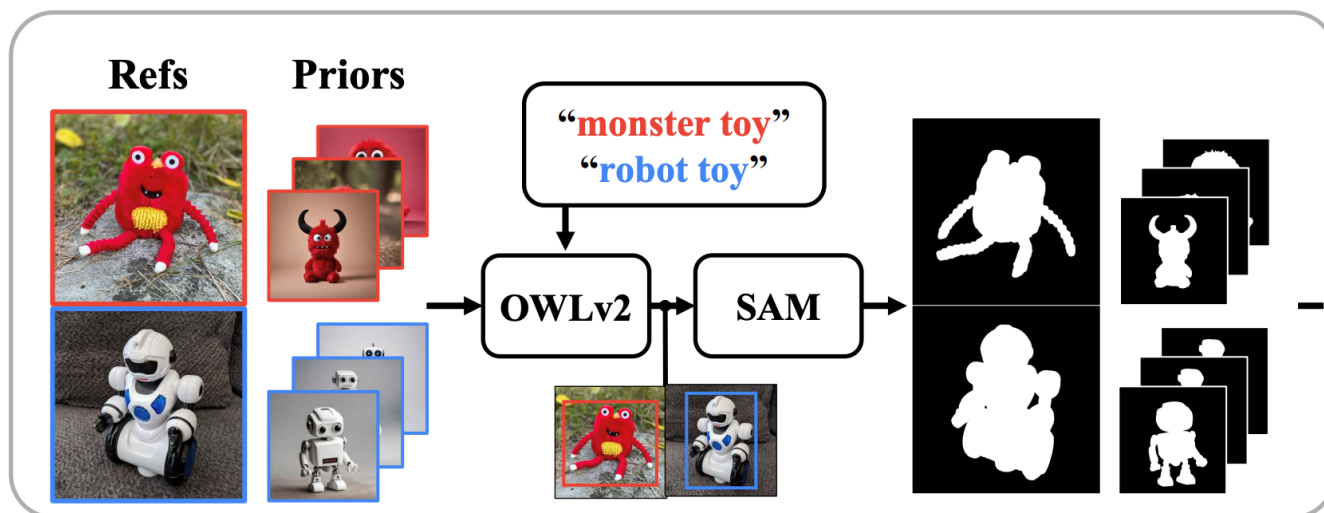 Refs
Priors
“monster toy”
“robot toy”
OWLv2
SAM